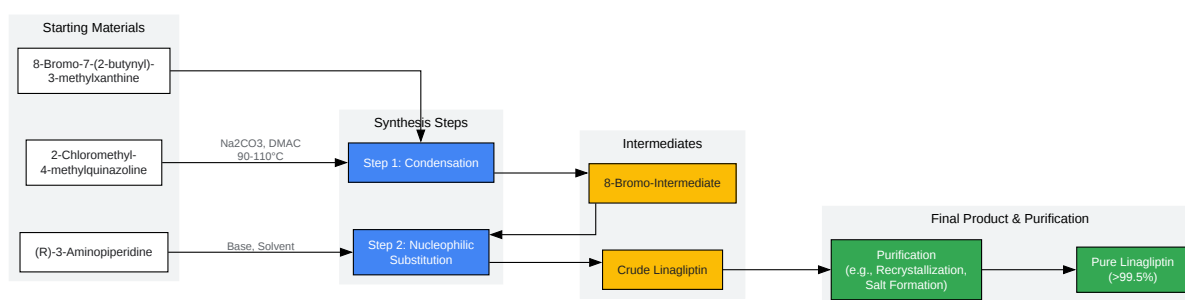 Starting Materials
8-Bromo-7-(2-butynyl)-
3-methylxanthine
2-Chloromethyl-
4-methylquinazoline
(R)-3-Aminopiperidine
Na2CO3, DMAC
90-110°C
Base, Solvent
Synthesis Steps
Step 1: Condensation
Step 2: Nucleophilic
Substitution
Intermediates
8-Bromo-Intermediate
Crude Linagliptin
Final Product & Purification
Purification
(e.g., Recrystallization,
Salt Formation)
Pure Linagliptin
(>99.5%)